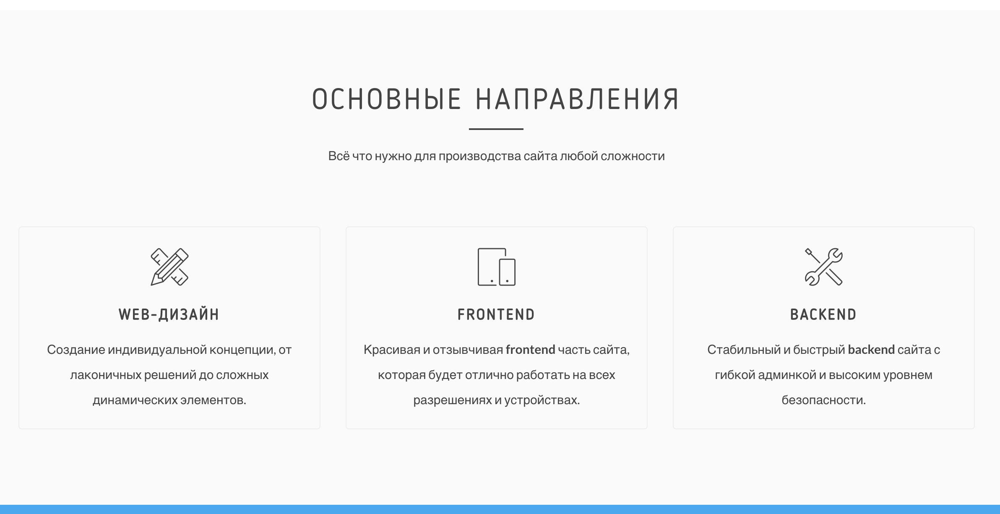 ОСНОВНЫЕ НАПРАВЛЕНИЯ
Всё что нужно для производства сайта любой сложности
WEB-ДИЗАЙН
Создание индивидуальной концепции, от
лаконичных решений до сложных
динамических элементов.
FRONTEND
Красивая и отзывчивая frontend часть сайта,
которая будет отлично работать на всех
разрешениях и устройствах.
BACKEND
Стабильный и быстрый backend сайта с
гибкой админкой и высоким уровнем
безопасности.